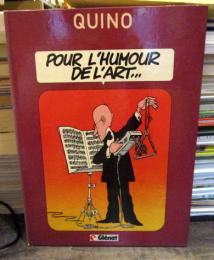 QUINO
POUR L'HUMOUR
DE L'ART...
Glénat